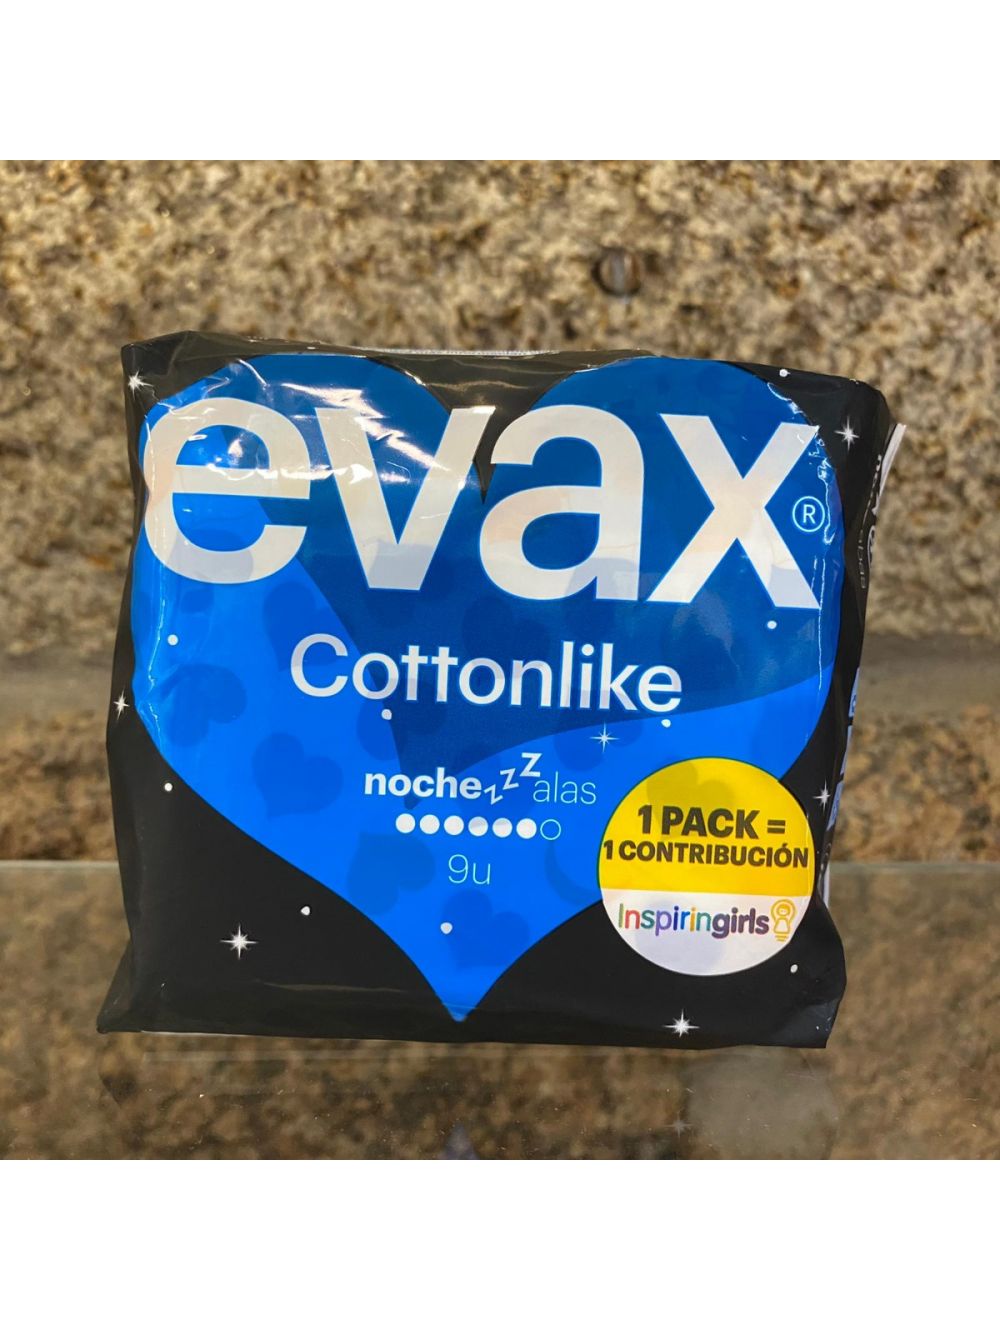 evax®
Cottonlike
nochezzz alas
9u
1 PACK =
1 CONTRIBUCIÓN
Inspiringirls